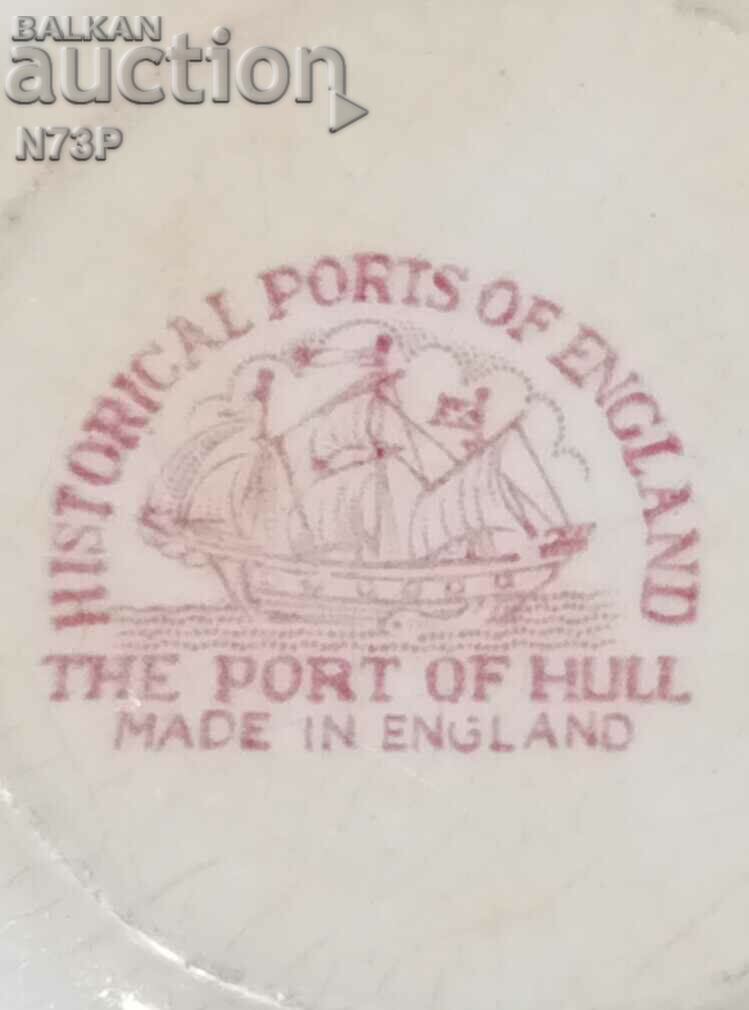 BALKAN
auction
N73P
HISTORICAL PORTS OF ENGLAND
THE PORT OF HULL
MADE IN ENGLAND